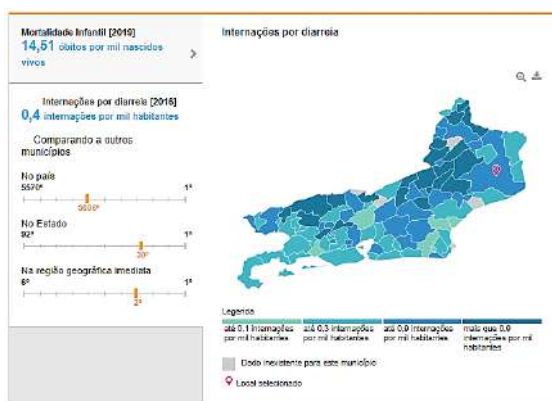 Mortalidade Infantil [2019]
14,51 óbitos por mil nascidos
vivos
Internações por diarreia [2016]
0,4 internações por mil habitantes
Comparando a outros
municípios
No país
5570º 1º
No Estado
92º 1º
Na região geográfica imediata
6º 1º
2º
Internações por diarreia
Legenda
até 0,1 internações
por mil habitantes
até 0,3 internações
por mil habitantes
até 0,9 internações
por mil habitantes
mais que 0,9
internações por mil
habitantes
Dado inexistente para este município
Local selecionado